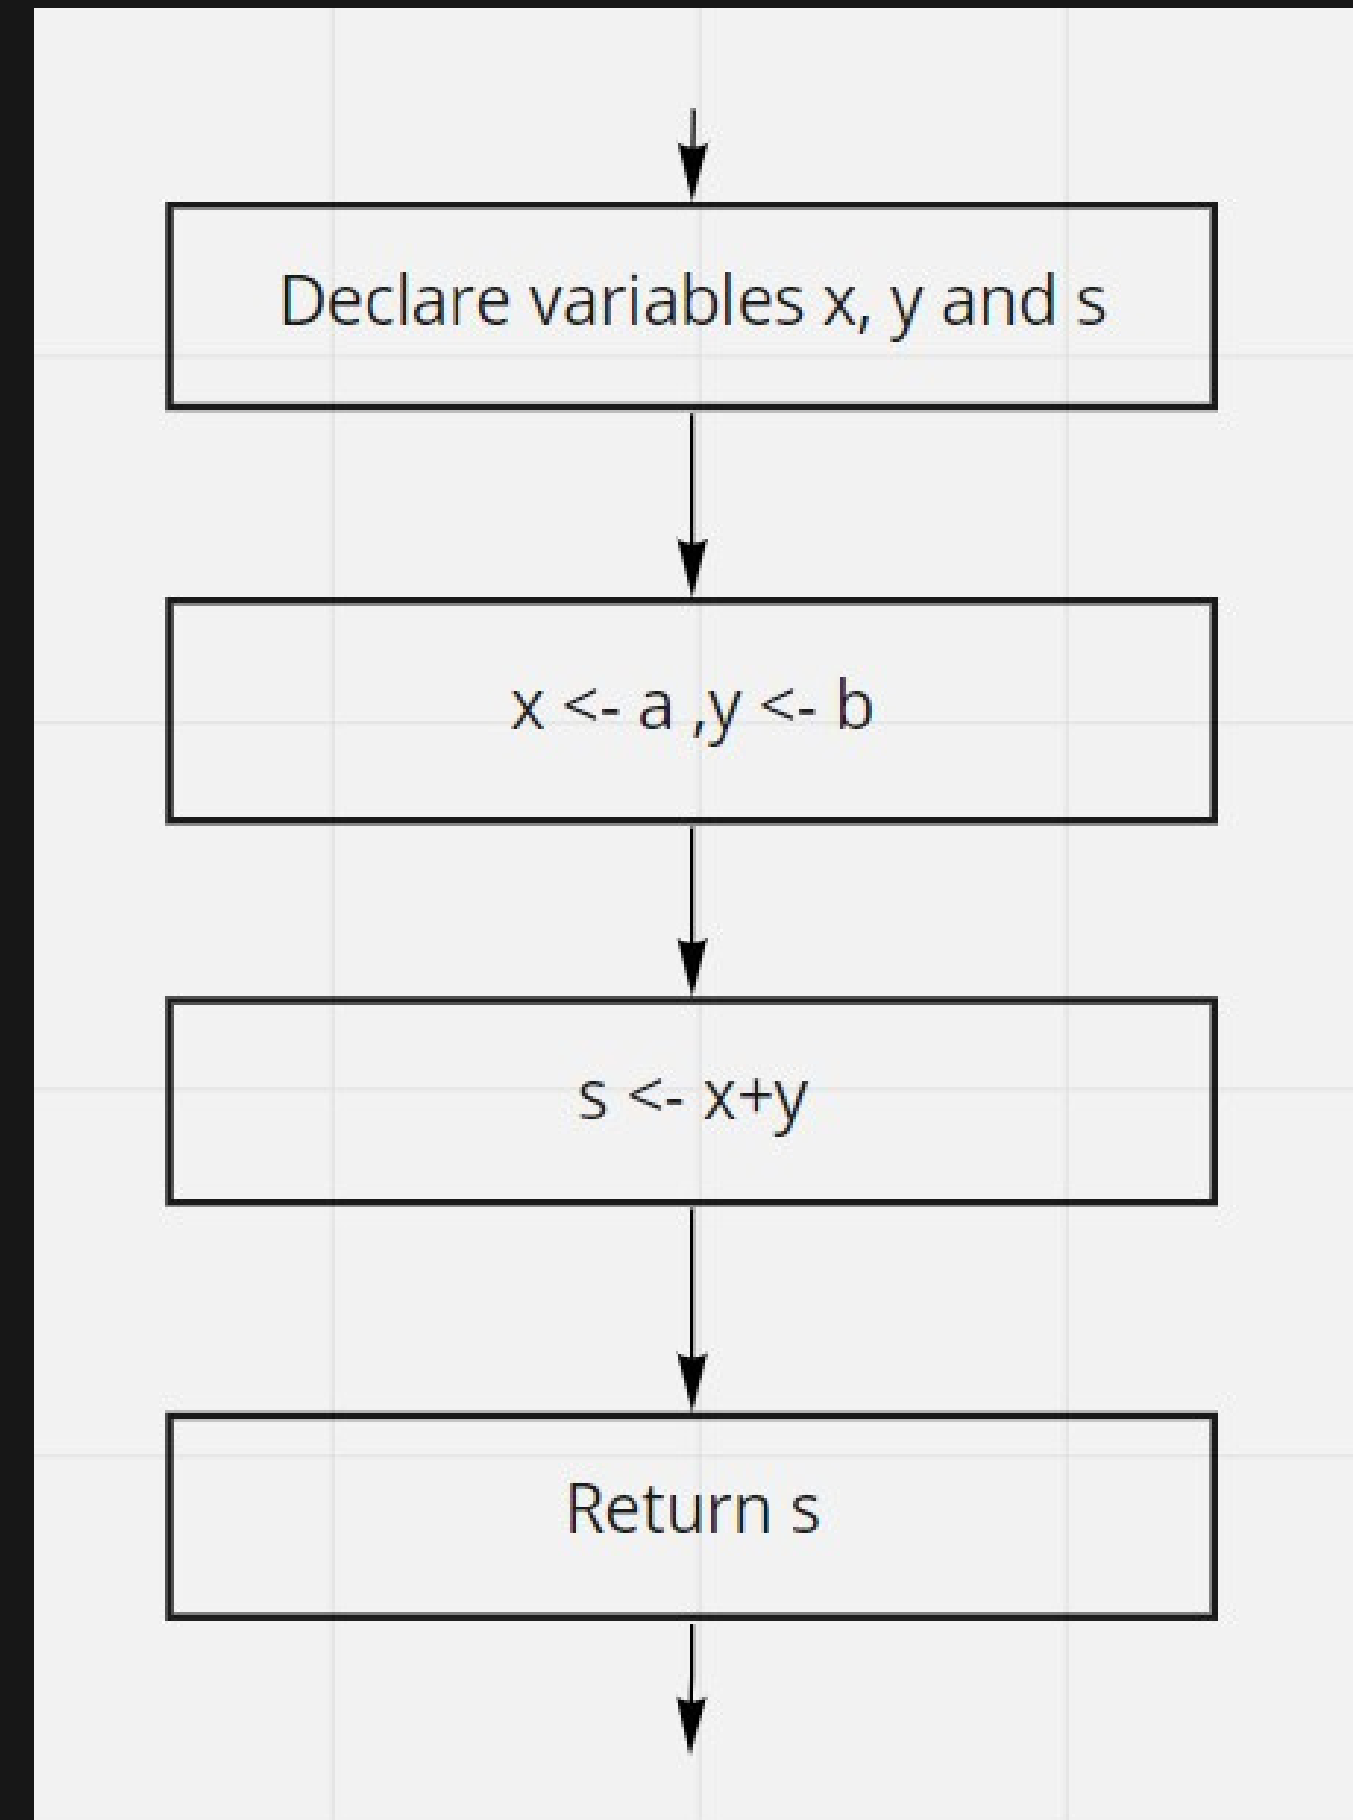 Declare variables x, y and s
x <- a ,y <- b
s <- x+y
Return s